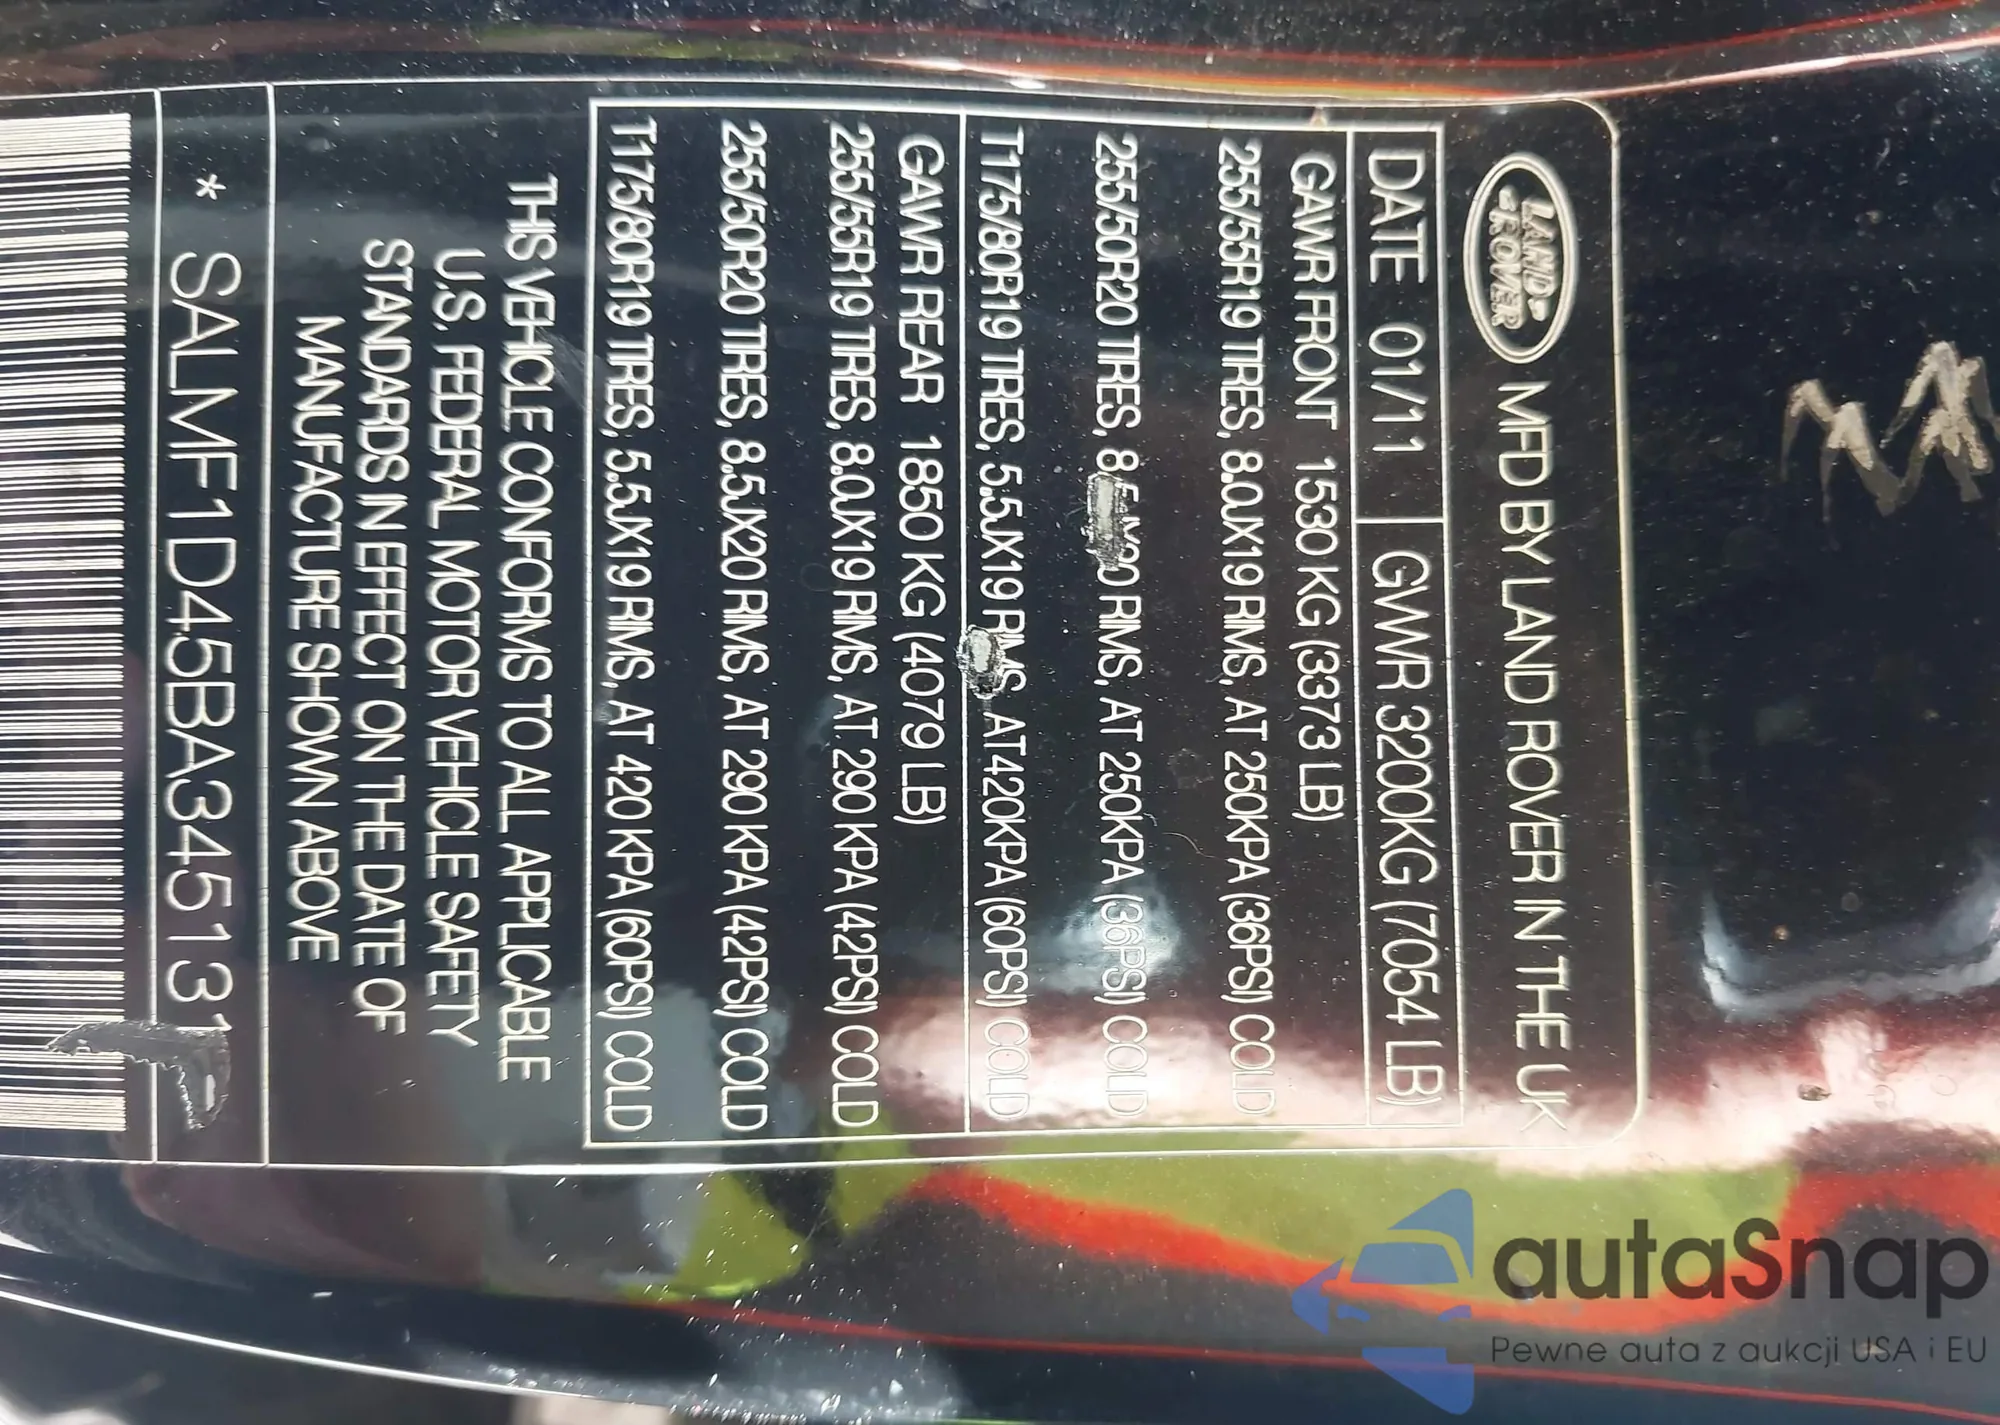 LAND
ROVER
MFD BY LAND ROVER IN THE UK
DATE 01/11 GWR 3200KG (7054 LB)
GAWR FRONT 1530 KG (3373 LB)
255/55R19 TIRES, 8.0JX19 RIMS, AT 250KPA (36PSI) COLD
255/50R20 TIRES, RIMS, AT 250KPA (36PSI) COLD
T175/80R19 TIRES, 5.5JX19 RIMS, AT 420KPA (60PSI) COLD
GAWR REAR 1850 KG (4079 LB)
255/55R19 TIRES, 8.0JX19 RIMS, AT 290 KPA (42PSI) COLD
255/50R20 TIRES, 8.5JX20 RIMS, AT 290 KPA (42PSI) COLD
T175/80R19 TIRES, 5.5JX19 RIMS, AT 420 KPA (60PSI) COLD
THIS VEHICLE CONFORMS TO ALL APPLICABLE
U.S. FEDERAL MOTOR VEHICLE SAFETY
STANDARDS IN EFFECT ON THE DATE OF
MANUFACTURE SHOWN ABOVE
* SALMF1D45BA345131
autaSnap
Pewne auta z aukcji USA i EU